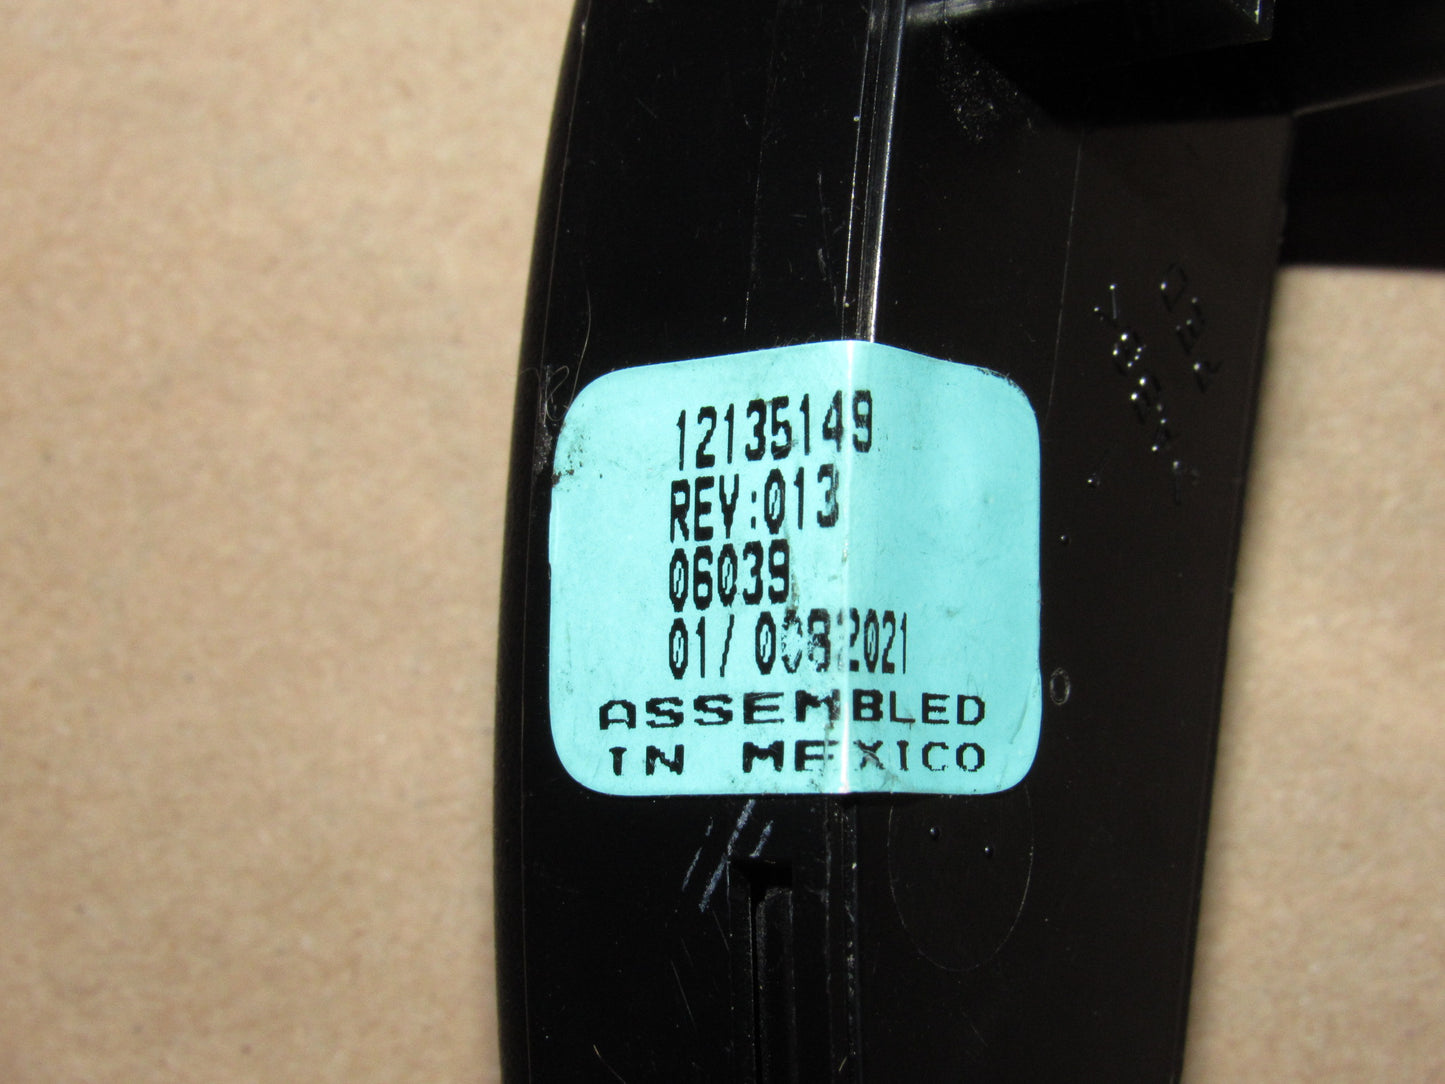 12135149
REV:013
06039
01/ 0082021
ASSEMBLED
IN MEXICO